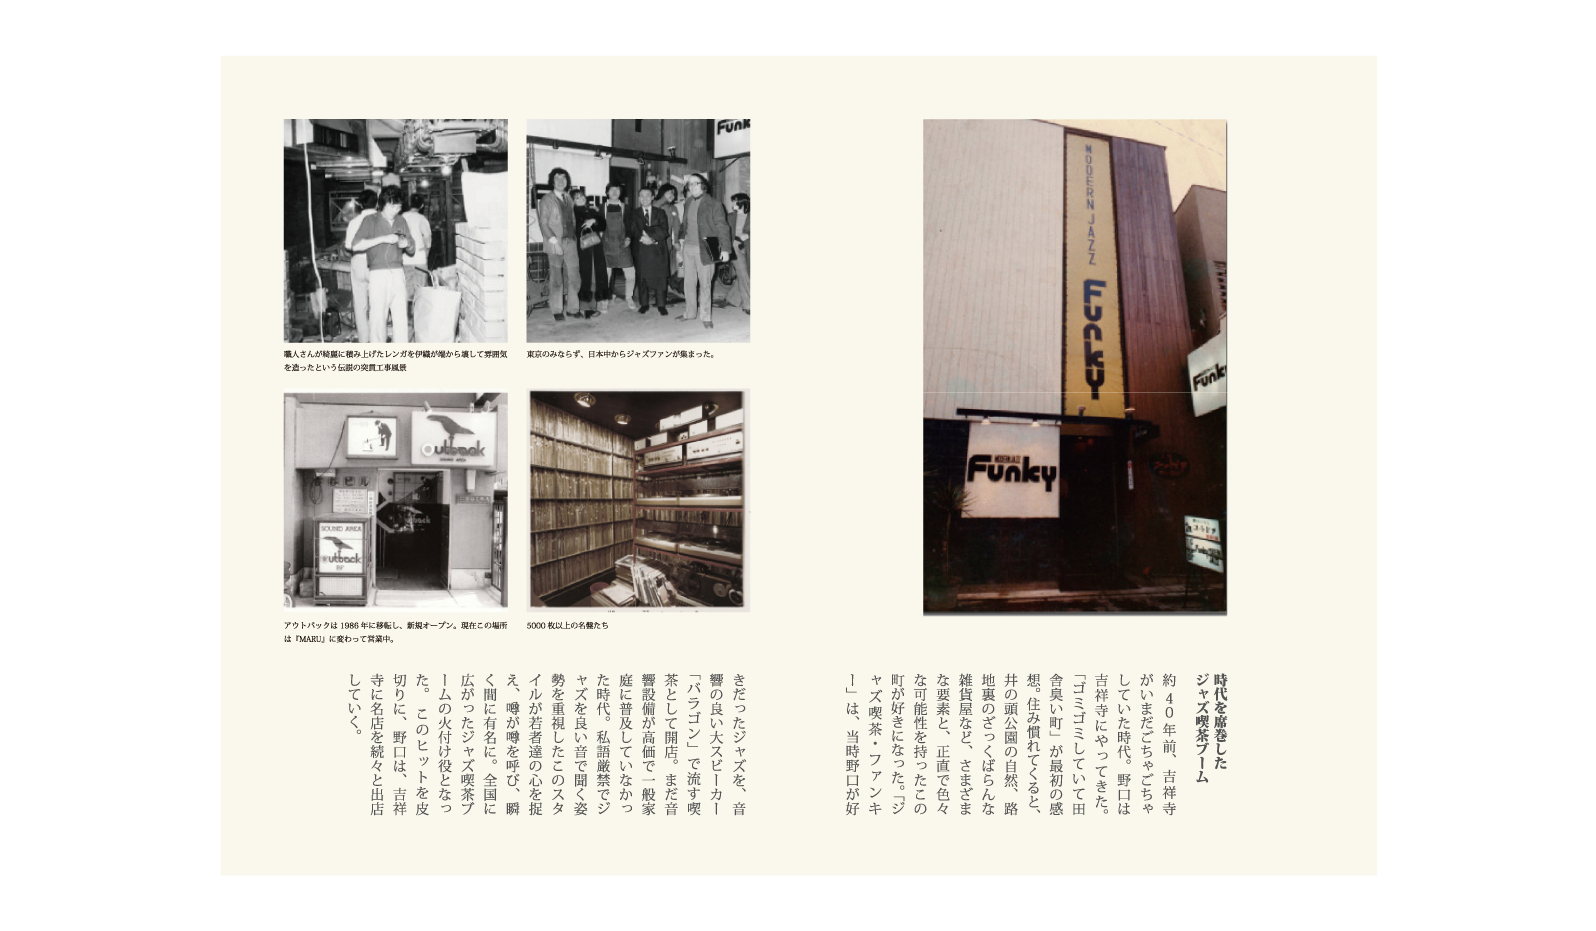 MODERN JAZZ
Funky
Funky
MODERN JAZZ
Funky
Funky
時代を席巻した
ジャズ喫茶ブーム
約40年前、吉祥寺
がいまだごちゃごちゃ
していた時代。野口は
吉祥寺にやってきた。
「ゴミゴミしていて田
舎臭い町」が最初の感
想。住み慣れてくると、
井の頭公園の自然、路
地裏のざっくばらんな
雑貨屋など、さまざま
な要素と、正直で色々
な可能性を持ったこの
町が好きになった。「ジ
ャズ喫茶・ファンキ
ー」は、当時野口が好
きだったジャズを、音
響の良い大スピーカー
「バラゴン」で流す喫
茶として開店。まだ音
響設備が高価で一般家
庭に普及していなかっ
た時代。私語厳禁でジ
ャズを良い音で聞く姿
勢を重視したこのスタ
イルが若者達の心を捉
え、噂が噂を呼び、瞬
く間に有名に。全国に
広がったジャズ喫茶ブ
ームの火付け役となっ
た。 このヒットを皮
切りに、野口は、吉祥
寺に名店を続々と出店
していく。
職人さんが綺麗に積み上げたレンガを伊織が端から壊して雰囲気
を造ったという伝説の突貫工事風景
Funk
東京のみならず、日本中からジャズファンが集まった。
outback
SOUND AREA
ビル
SOUND AREA
outback
アウトバックは 1986 年に移転し、新規オープン。現在この場所
は『MARU』に変わって営業中。
5000 枚以上の名盤たち